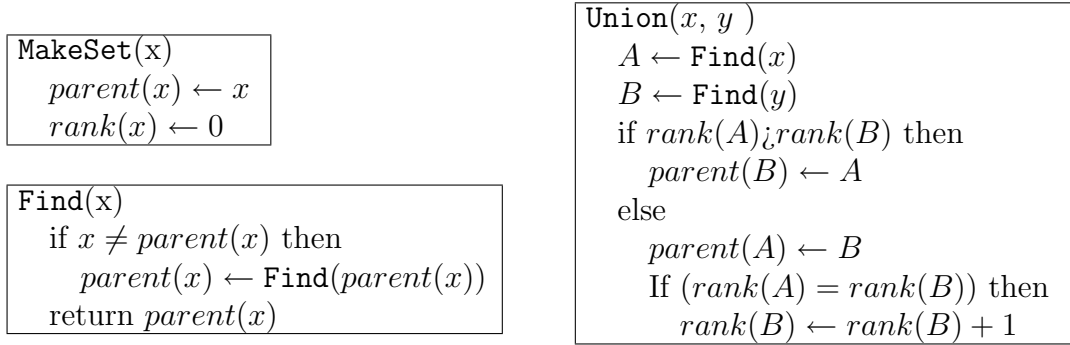 MakeSet(x)
parent(x) ← x
rank(x) ← 0
Find(x)
if x ≠ parent(x) then
parent(x) ← Find(parent(x))
return parent(x)
Union(x, y )
A ← Find(x)
B ← Find(y)
if rank(A)¿rank(B) then
parent(B) ← A
else
parent(A) ← B
If (rank(A) = rank(B)) then
rank(B) ← rank(B) + 1